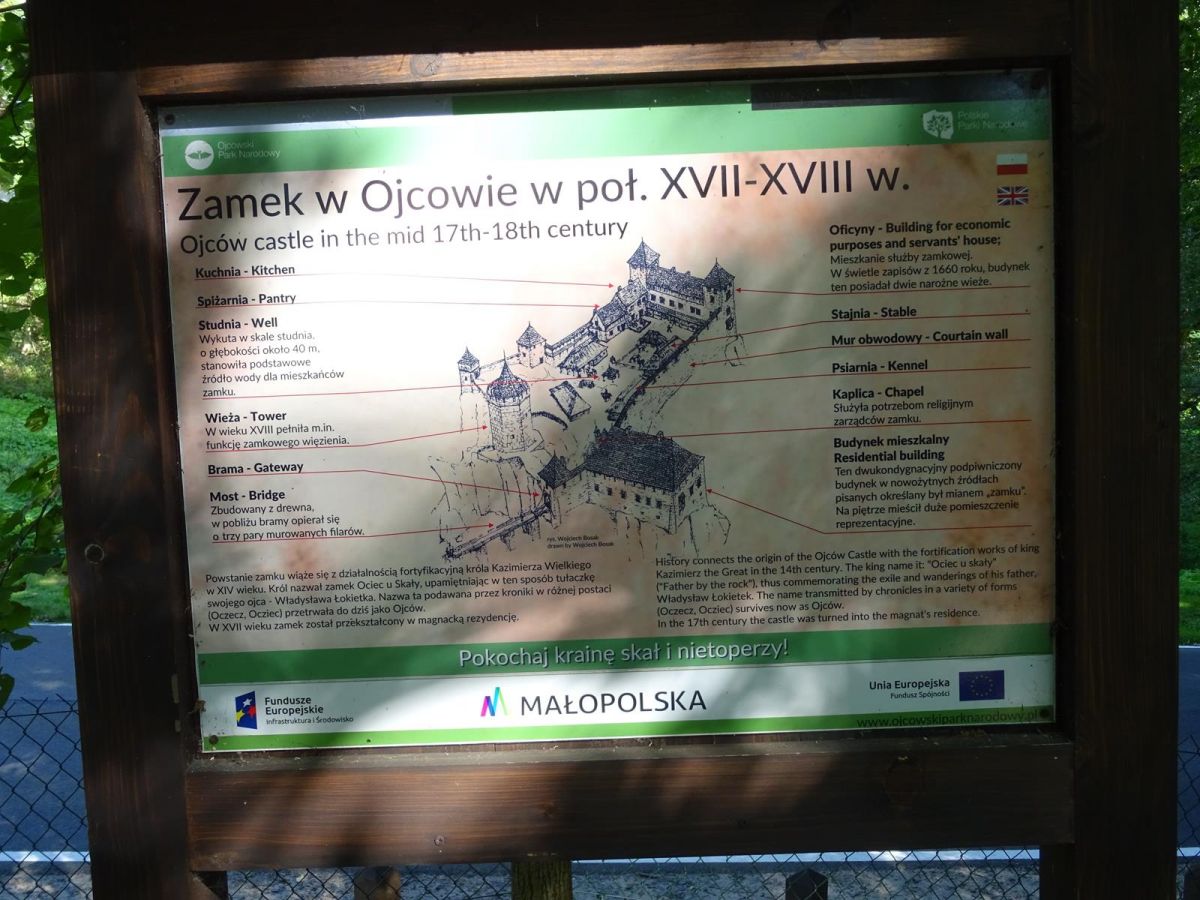 Ojcowski
Park Narodowy
Polskie
Parki Narodowe
Zamek w Ojcowie w poł. XVII-XVIII w.
Ojców castle in the mid 17th-18th century
Kuchnia - Kitchen
Spiżarnia - Pantry
Studnia - Well
Wykuta w skale studnia,
o głębokości około 40 m,
stanowiła podstawowe
źródło wody dla mieszkańców
zamku.
Wieża - Tower
W wieku XVIII pełniła m.in.
funkcję zamkowego więzienia.
Brama - Gateway
Most - Bridge
Zbudowany z drewna,
w pobliżu bramy opierał się
o trzy pary murowanych filarów.
Oficyny - Building for economic
purposes and servants' house;
Mieszkanie służby zamkowej.
W świetle zapisów z 1660 roku, budynek
ten posiadał dwie narożne wieże.
Stajnia - Stable
Mur obwodowy - Courtain wall
Psiarnia - Kennel
Kaplica - Chapel
Służyła potrzebom religijnym
zarządców zamku.
Budynek mieszkalny
Residential building
Ten dwukondygnacyjny podpiwniczony
budynek w nowożytnych źródłach
pisanych określany był mianem „zamku".
Na piętrze mieścił duże pomieszczenie
reprezentacyjne.
rys. Wojciech Bosak
drawn by Wojciech Bosak
Powstanie zamku wiąże się z działalnością fortyfikacyjną króla Kazimierza Wielkiego
w XIV wieku. Król nazwał zamek Ociec u Skały, upamiętniając w ten sposób tułaczkę
swojego ojca - Władysława Łokietka. Nazwa ta podawana przez kroniki w różnej postaci
(Oczecz, Ocziec) przetrwała do dziś jako Ojców.
W XVII wieku zamek został przekształcony w magnacką rezydencję.
History connects the origin of the Ojców Castle with the fortification works of king
Kazimierz the Great in the 14th century. The king name it: "Ociec u skały"
("Father by the rock"), thus commemorating the exile and wanderings of his father,
Władysław Łokietek. The name transmitted by chronicles in a variety of forms
(Oczecz, Ocziec) survives now as Ojców.
In the 17th century the castle was turned into the magnat's residence.
Pokochaj krainę skał i nietoperzy!
Fundusze
Europejskie
Infrastruktura i Środowisko
MAŁOPOLSKA
Unia Europejska
Fundusz Spójności
www.ojcowskiparknarodowy.pl